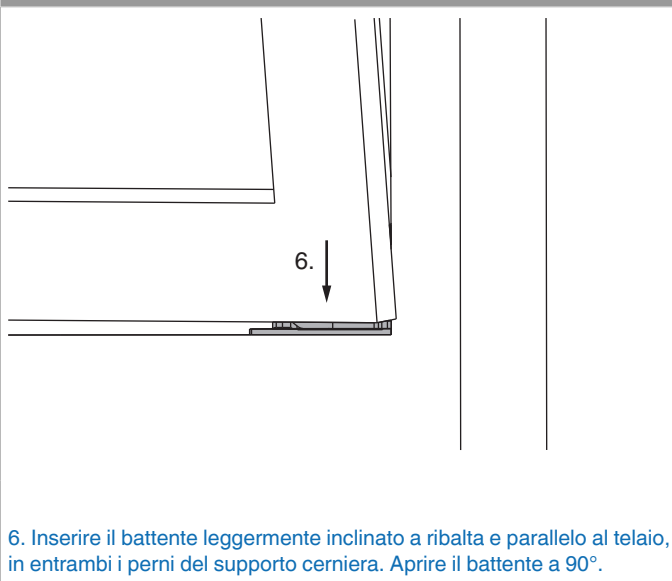 6.
6. Inserire il battente leggermente inclinato a ribalta e parallelo al telaio,
in entrambi i perni del supporto cerniera. Aprire il battente a 90°.